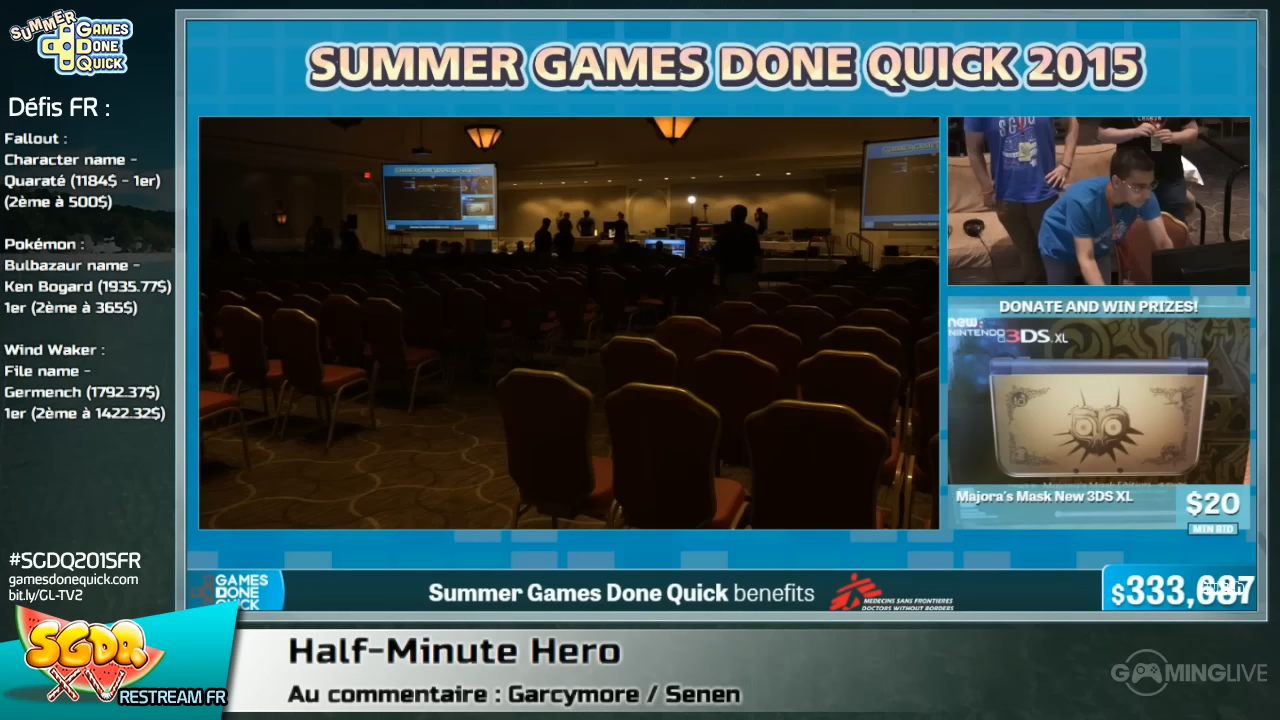 SUMMER
GAMES
DONE
QUICK
Défis FR :
Fallout :
Character name -
Quaraté (1184$ - 1er)
(2ème à 500$)
Pokémon :
Bulbazaur name -
Ken Bogard (1935.77$)
1er (2ème à 365$)
Wind Waker :
File name -
Germench (1792.37$)
1er (2ème à 1422.32$)
#SGDQ2015FR
gamesdonequick.com
bit.ly/GL-TV2
SGDQ
XV
RESTREAM FR
SUMMER GAMES DONE QUICK 2015
DONATE AND WIN PRIZES!
new:
NINTENDO3DS XL
Majora's Mask New 3DS XL
$20
MIN BID
GAMES
DONE
QUICK
Summer Games Done Quick benefits
MEDECINS SANS FRONTIERES
DOCTORS WITHOUT BORDERS
$333,687
Half-Minute Hero
Au commentaire : Garcymore / Senen
GAMINGLIVE